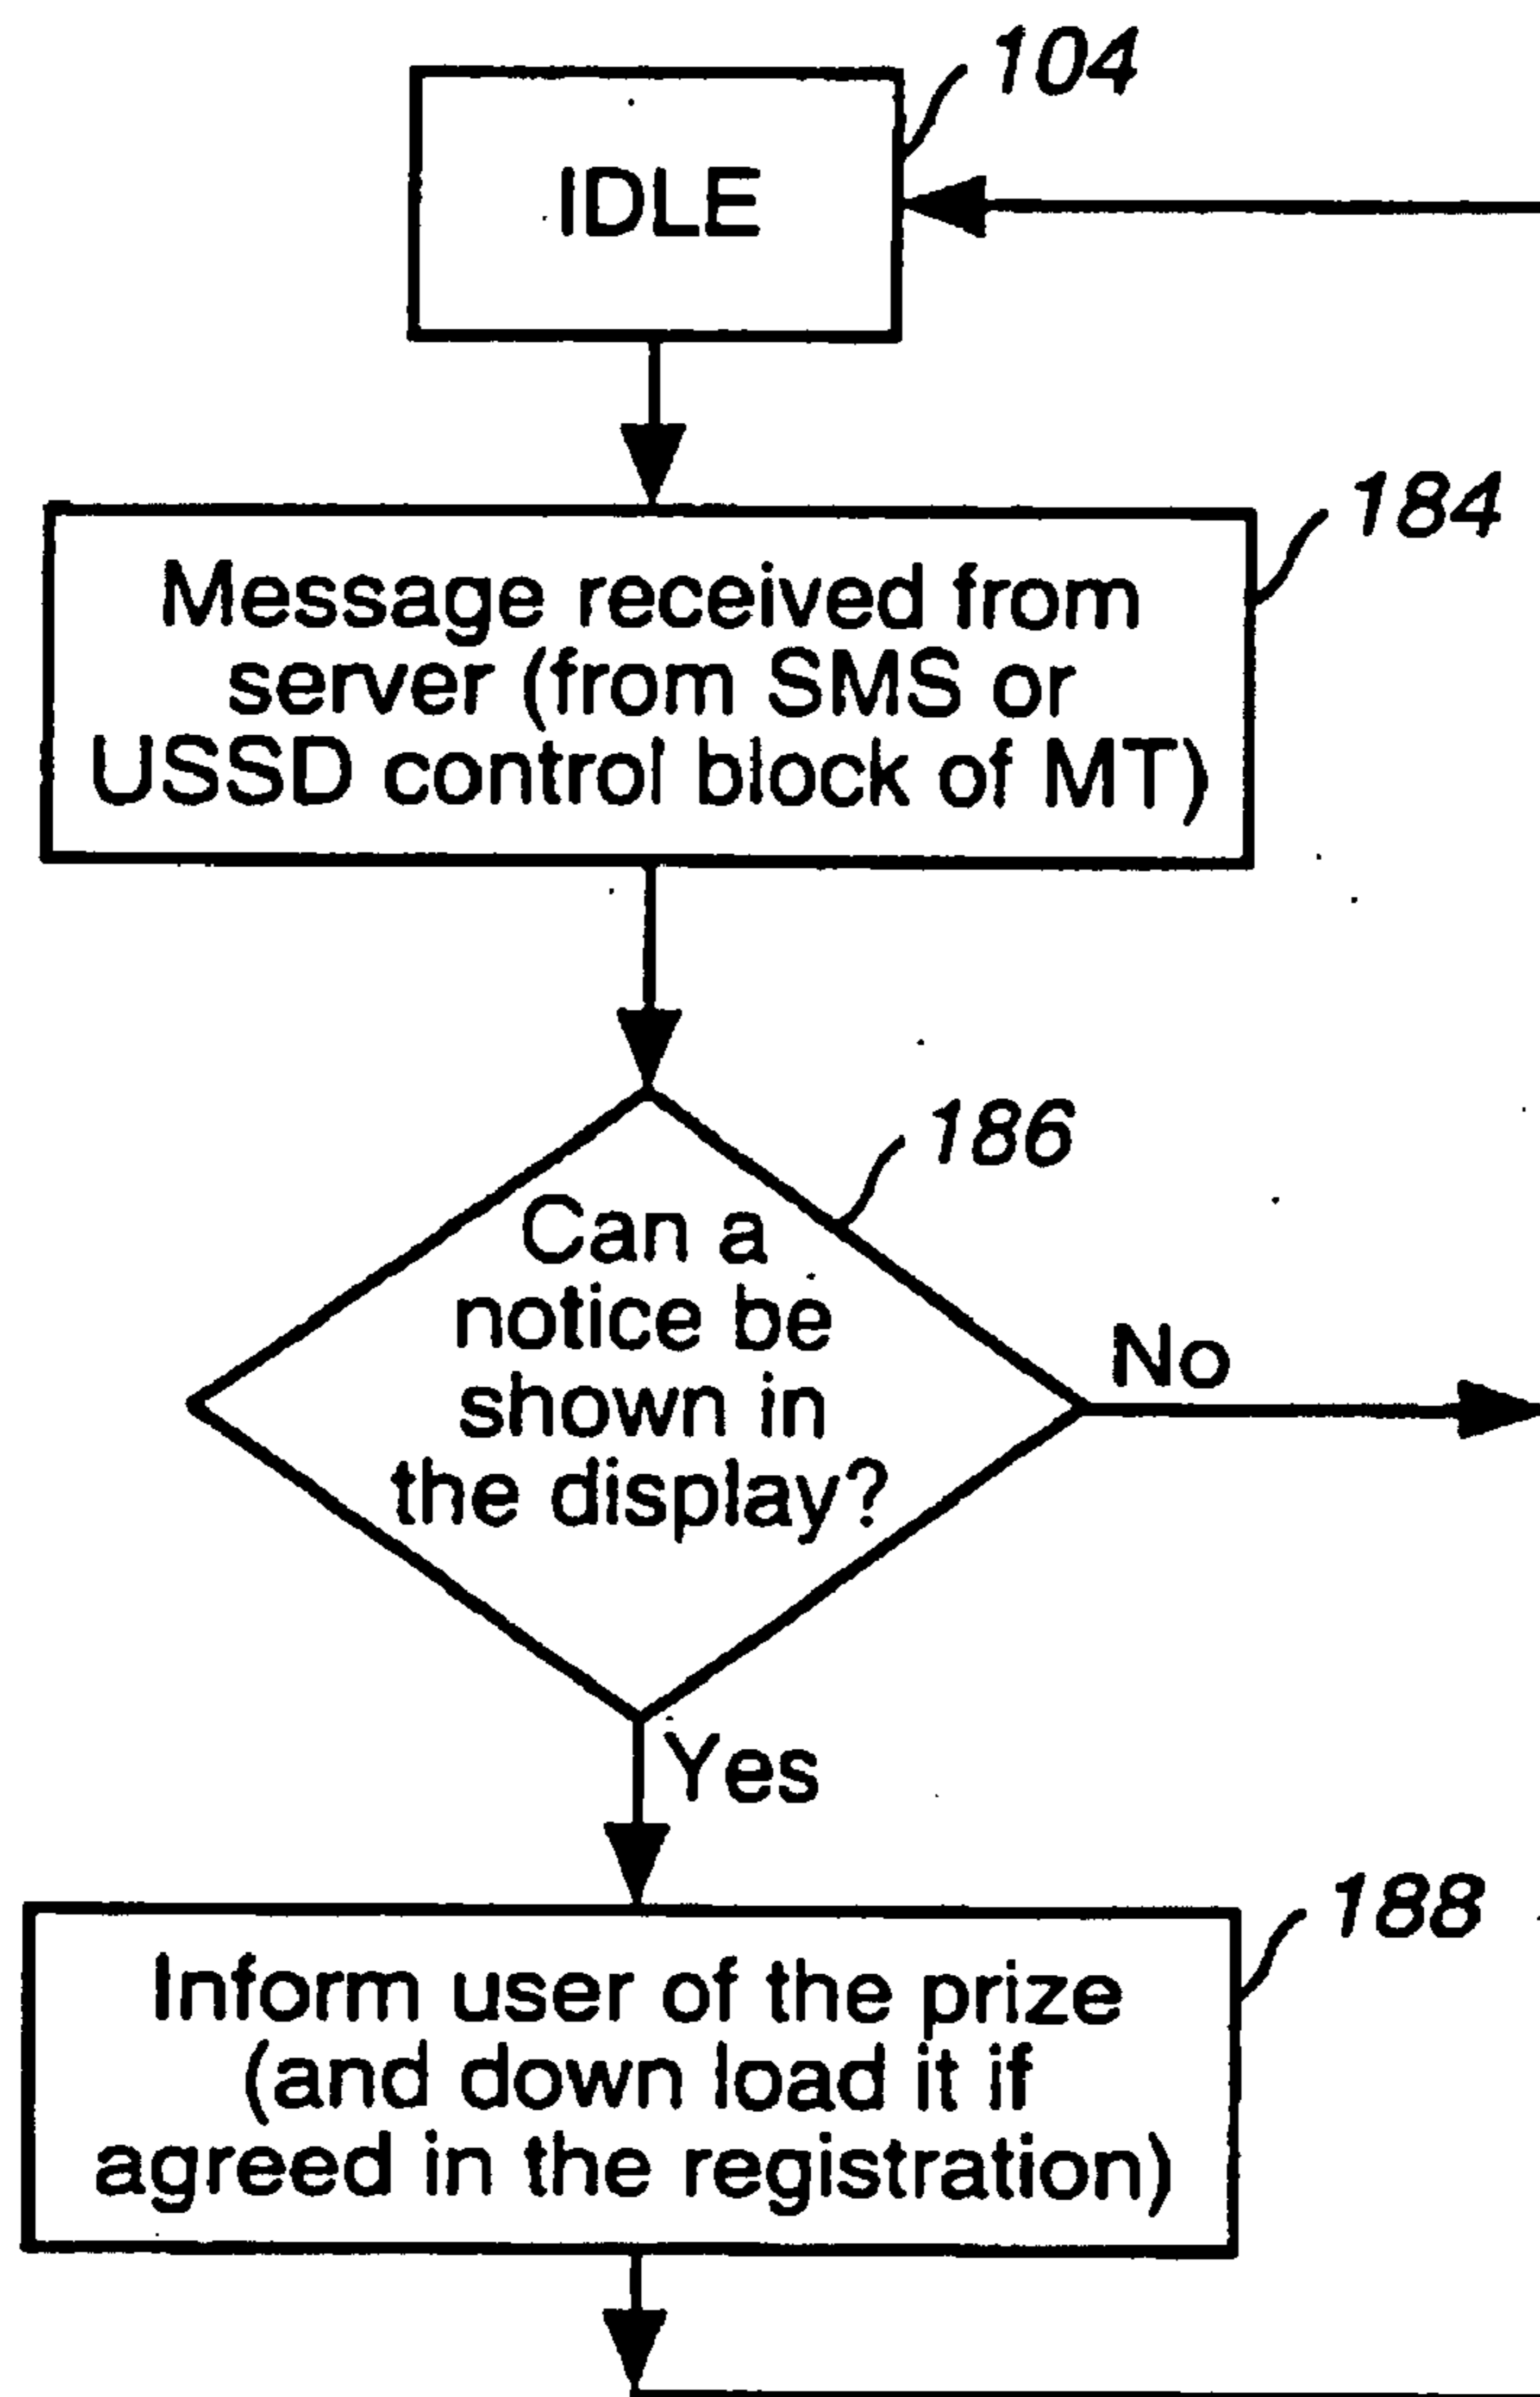 104
IDLE
184
Message received from
server (from SMS or
USSD control block of MT)
186
Can a
notice be
shown in
the display?
No
Yes
188
Inform user of the prize
(and down load it if
agreed in the registration)